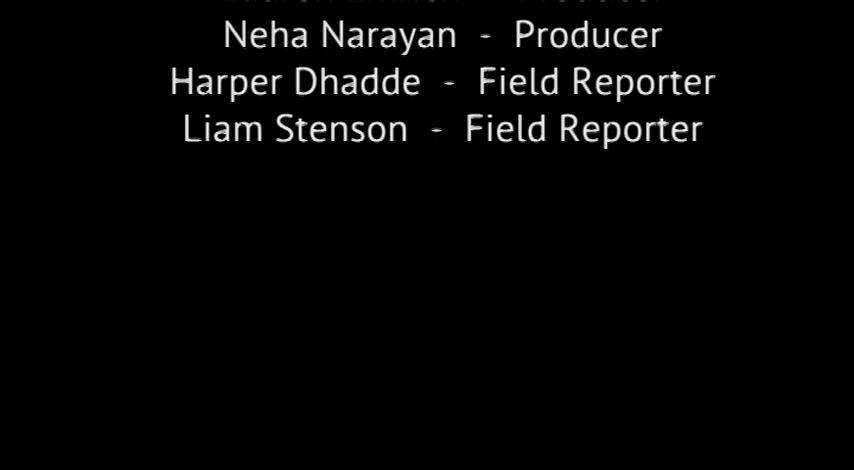 Neha Narayan - Producer
Harper Dhadde - Field Reporter
Liam Stenson - Field Reporter